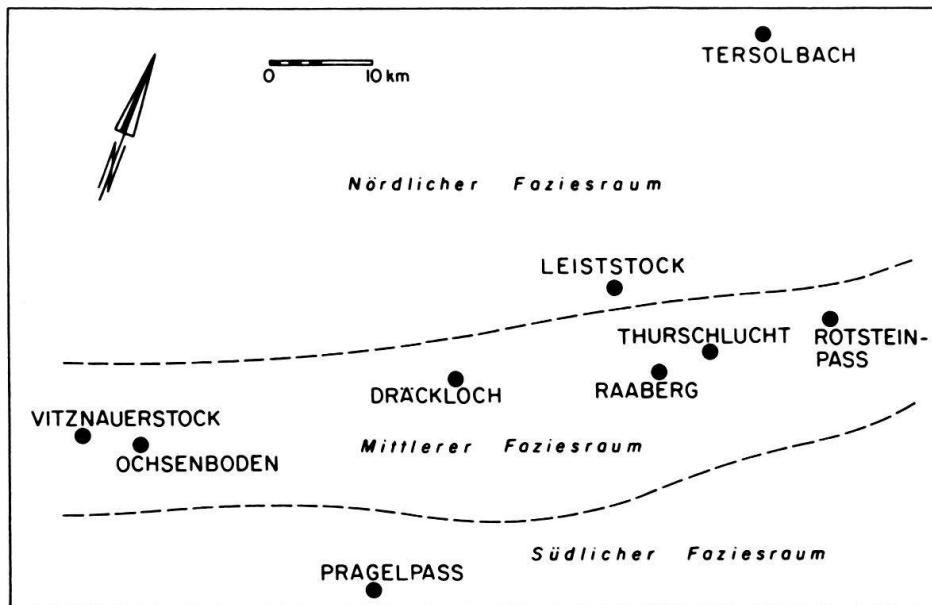 TERSOLBACH
0 10 km
Nördlicher Faziesraum
LEISTSTOCK
THURSCHLUCHT
ROTSTEIN-
PASS
DRÄCKLOCH
RAABERG
VITZNAUERSTOCK
OCHSENBODEN
Mittlerer Faziesraum
Südlicher Faziesraum
PRAGELPASS